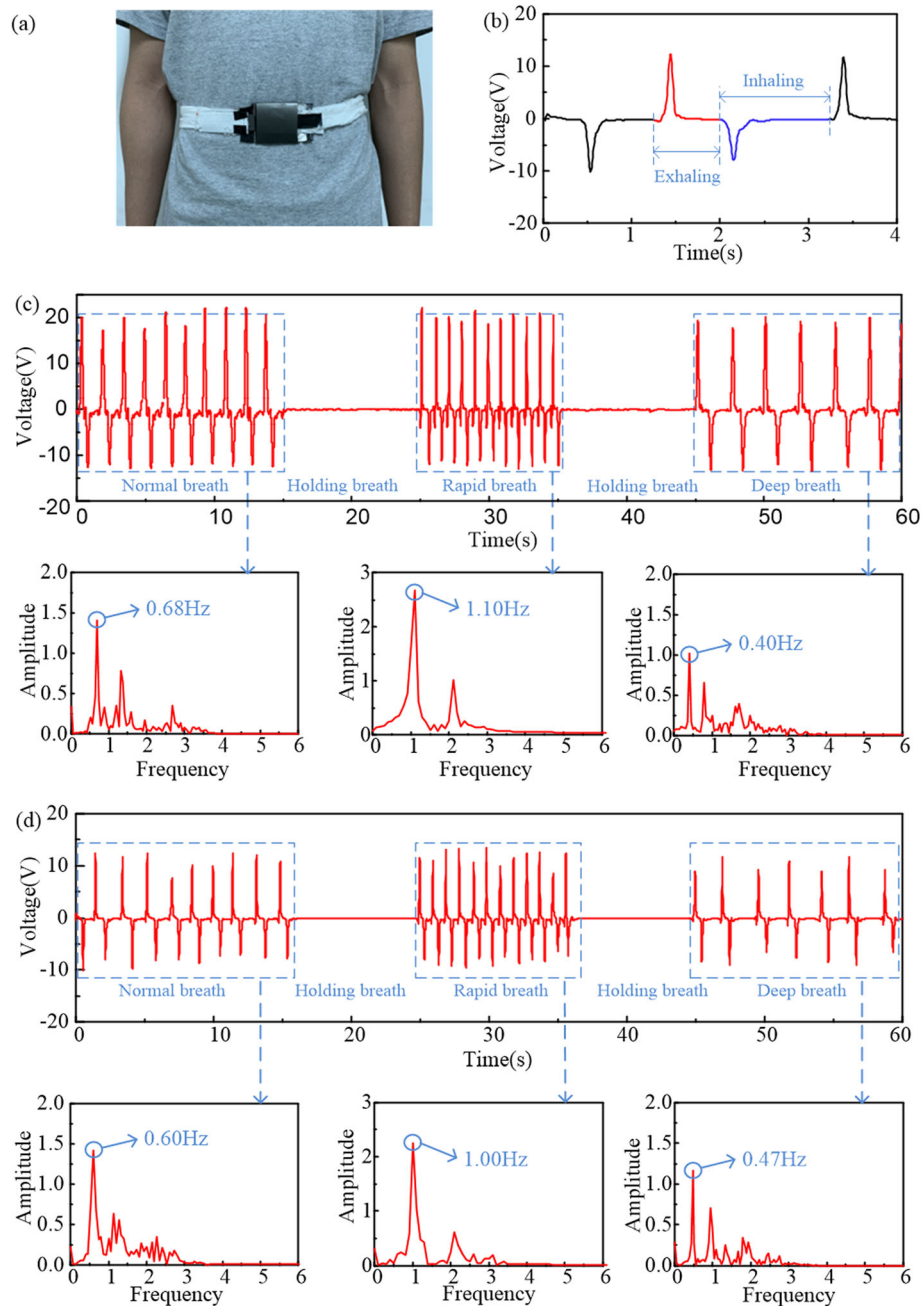 (a)
(b)
20
10
0
-10
-20
Voltage(V)
Inhaling
Exhaling
0 1 2 3 4
Time(s)
(c)
20
10
0
-10
-20
Voltage(V)
Normal breath Holding breath Rapid breath Holding breath Deep breath
0 10 20 30 40 50 60
Time(s)
2.0
1.5
1.0
0.5
0.0
Amplitude
0.68Hz
0 1 2 3 4 5 6
Frequency
3
2
1
0
Amplitude
1.10Hz
0 1 2 3 4 5 6
Frequency
2.0
1.5
1.0
0.5
0.0
Amplitude
0.40Hz
0 1 2 3 4 5 6
Frequency
(d)
20
10
0
-10
-20
Voltage(V)
Normal breath Holding breath Rapid breath Holding breath Deep breath
0 10 20 30 40 50 60
Time(s)
2.0
1.5
1.0
0.5
0.0
Amplitude
0.60Hz
0 1 2 3 4 5 6
Frequency
3
2
1
0
Amplitude
1.00Hz
0 1 2 3 4 5 6
Frequency
2.0
1.5
1.0
0.5
0.0
Amplitude
0.47Hz
0 1 2 3 4 5 6
Frequency